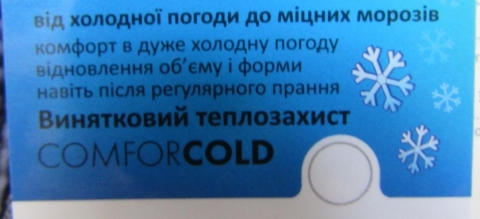 від холодної погоди до міцних морозів
комфорт в дуже холодну погоду
відновлення об'єму і форми
навіть після регулярного прання
Винятковий теплозахист
COMFORCOLD